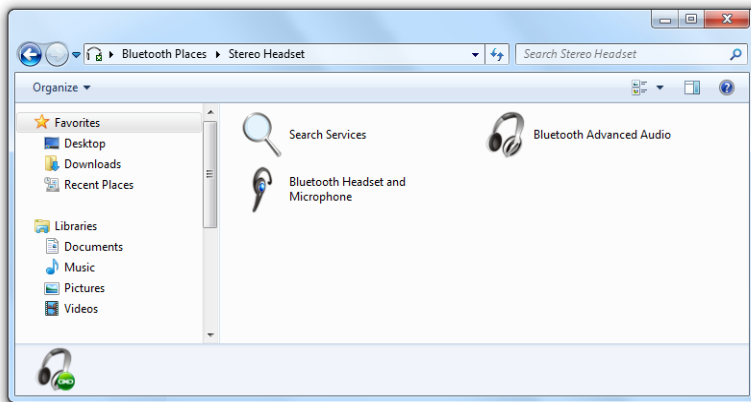 Bluetooth Places
Stereo Headset
Search Stereo Headset
Organize
Favorites
Desktop
Downloads
Recent Places
Libraries
Documents
Music
Pictures
Videos
Search Services
Bluetooth Advanced Audio
Bluetooth Headset and
Microphone